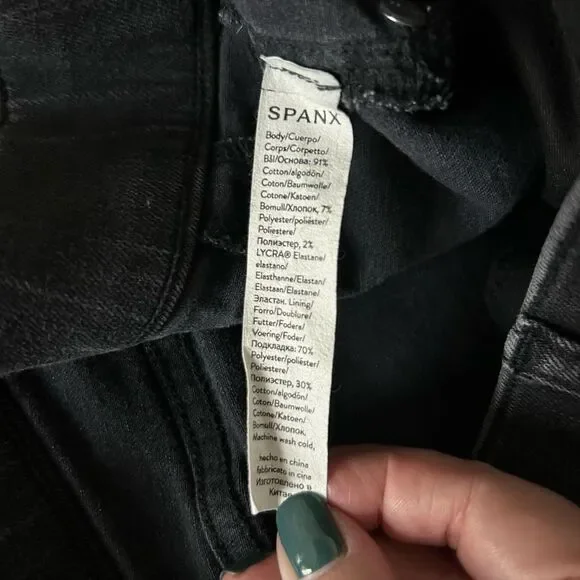 SPANX
Body/Cuerpo/
Corps/Corpetto/
Bål/Основа: 91%
Cotton/algodón/
Coton/Baumwolle/
Cotone/Katoen/
Bomull/Хлопок, 7%
Polyester/poliéster/
Poliestere/
Полиэстер, 2%
LYCRA® Elastane/
elastano/
Elasthanne/Elastan/
Elastaan/Elastane/
Эластан. Lining/
Forro/Doublure/
Futter/Fodera/
Voering/Foder/
Подкладка: 70%
Polyester/poliéster/
Poliestere/
Полиэстер, 30%
Cotton/algodón/
Coton/Baumwolle/
Cotone/Katoen/
Bomull/Хлопок.
Machine wash cold,
hecho en china
fabbricato in cina
Изготовлено в
Китае